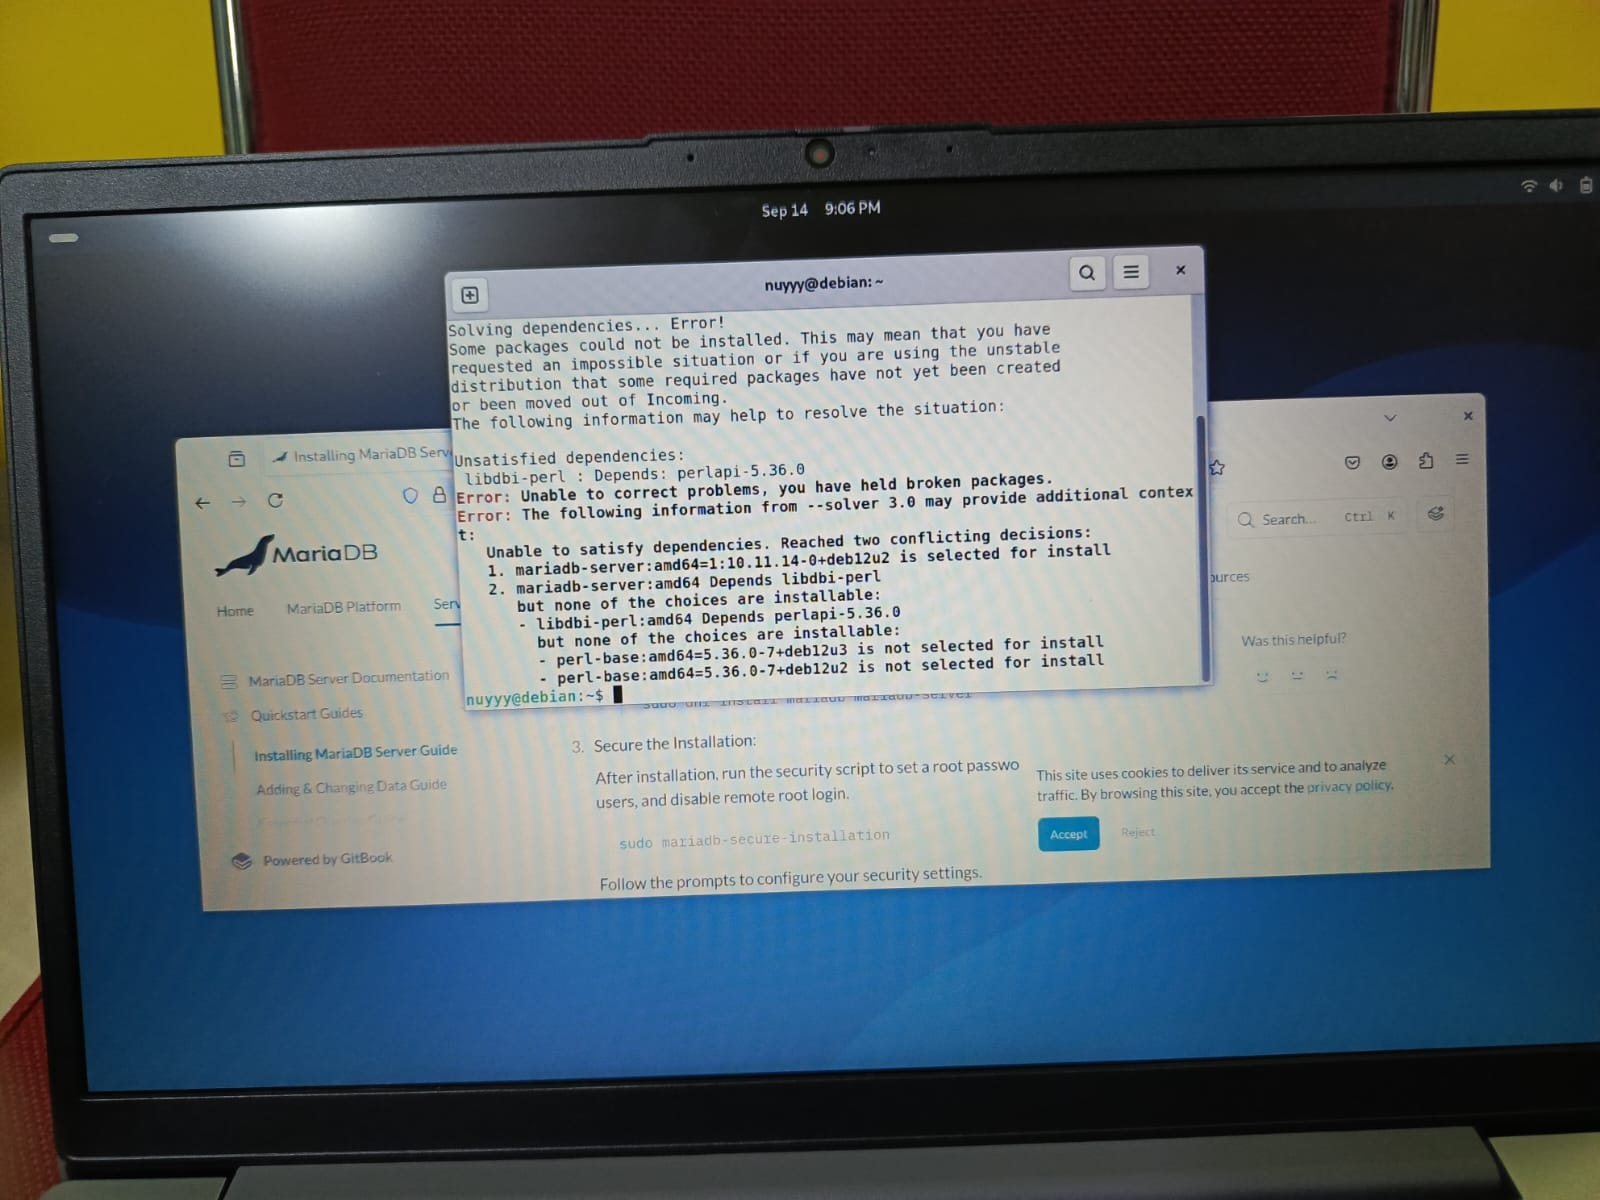 Sep 14 9:06 PM
nuyyy@debian: ~
Solving dependencies... Error!
Some packages could not be installed. This may mean that you have
requested an impossible situation or if you are using the unstable
distribution that some required packages have not yet been created
or been moved out of Incoming.
The following information may help to resolve the situation:
Unsatisfied dependencies:
libdbi-perl : Depends: perlapi-5.36.0
Error: Unable to correct problems, you have held broken packages.
Error: The following information from --solver 3.0 may provide additional contex
t:
Unable to satisfy dependencies. Reached two conflicting decisions:
1. mariadb-server:amd64=1:10.11.14-0+deb12u2 is selected for install
2. mariadb-server:amd64 Depends libdbi-perl
but none of the choices are installable:
- libdbi-perl:amd64 Depends perlapi-5.36.0
but none of the choices are installable:
- perl-base:amd64=5.36.0-7+deb12u3 is not selected for install
- perl-base:amd64=5.36.0-7+deb12u2 is not selected for install
nuyyy@debian:~$
Installing MariaDB Serv
MariaDB
Search... Ctrl K
Home MariaDB Platform Serv
ources
MariaDB Server Documentation
Quickstart Guides
Installing MariaDB Server Guide
Adding & Changing Data Guide
Powered by GitBook
Was this helpful?
3. Secure the Installation:
After installation, run the security script to set a root passwo
users, and disable remote root login.
sudo mariadb-secure-installation
Follow the prompts to configure your security settings.
This site uses cookies to deliver its service and to analyze
traffic. By browsing this site, you accept the privacy policy.
Accept Reject